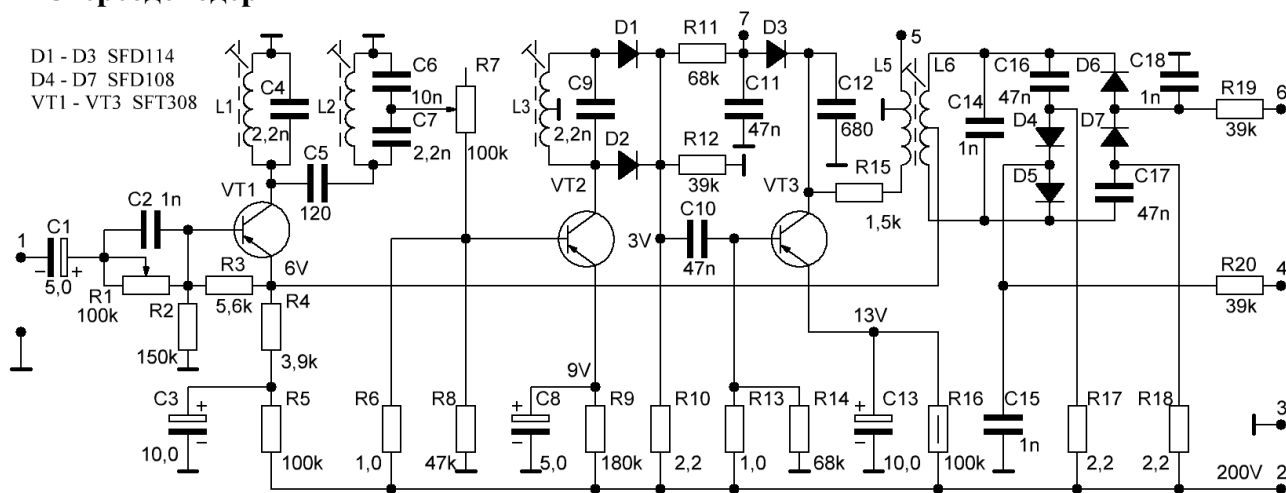 D1 - D3 SFD114
D4 - D7 SFD108
VT1 - VT3 SFT308
L1
C4
2,2n
L2
C6
10n
C7
2,2n
R7
100k
C5
120
VT1
C2 1n
1
C1
5,0
R1
100k
R2
150k
R3
5,6k
6V
R4
3,9k
C3
10,0
R5
100k
R6
1,0
R8
47k
L3
C9
2,2n
D1
D2
VT2
R11
68k
7
D3
C11
47n
R12
39k
C12
680
3V
C10
47n
VT3
R15
1,5k
9V
C8
5,0
R9
180k
R10
2,2
R13
1,0
R14
68k
13V
C13
10,0
R16
100k
5
L5
L6
C14
1n
C16
47n
D6
C18
1n
D4
D7
D5
C17
47n
R19
39k
6
R20
39k
4
C15
1n
R17
2,2
R18
2,2
3
200V
2